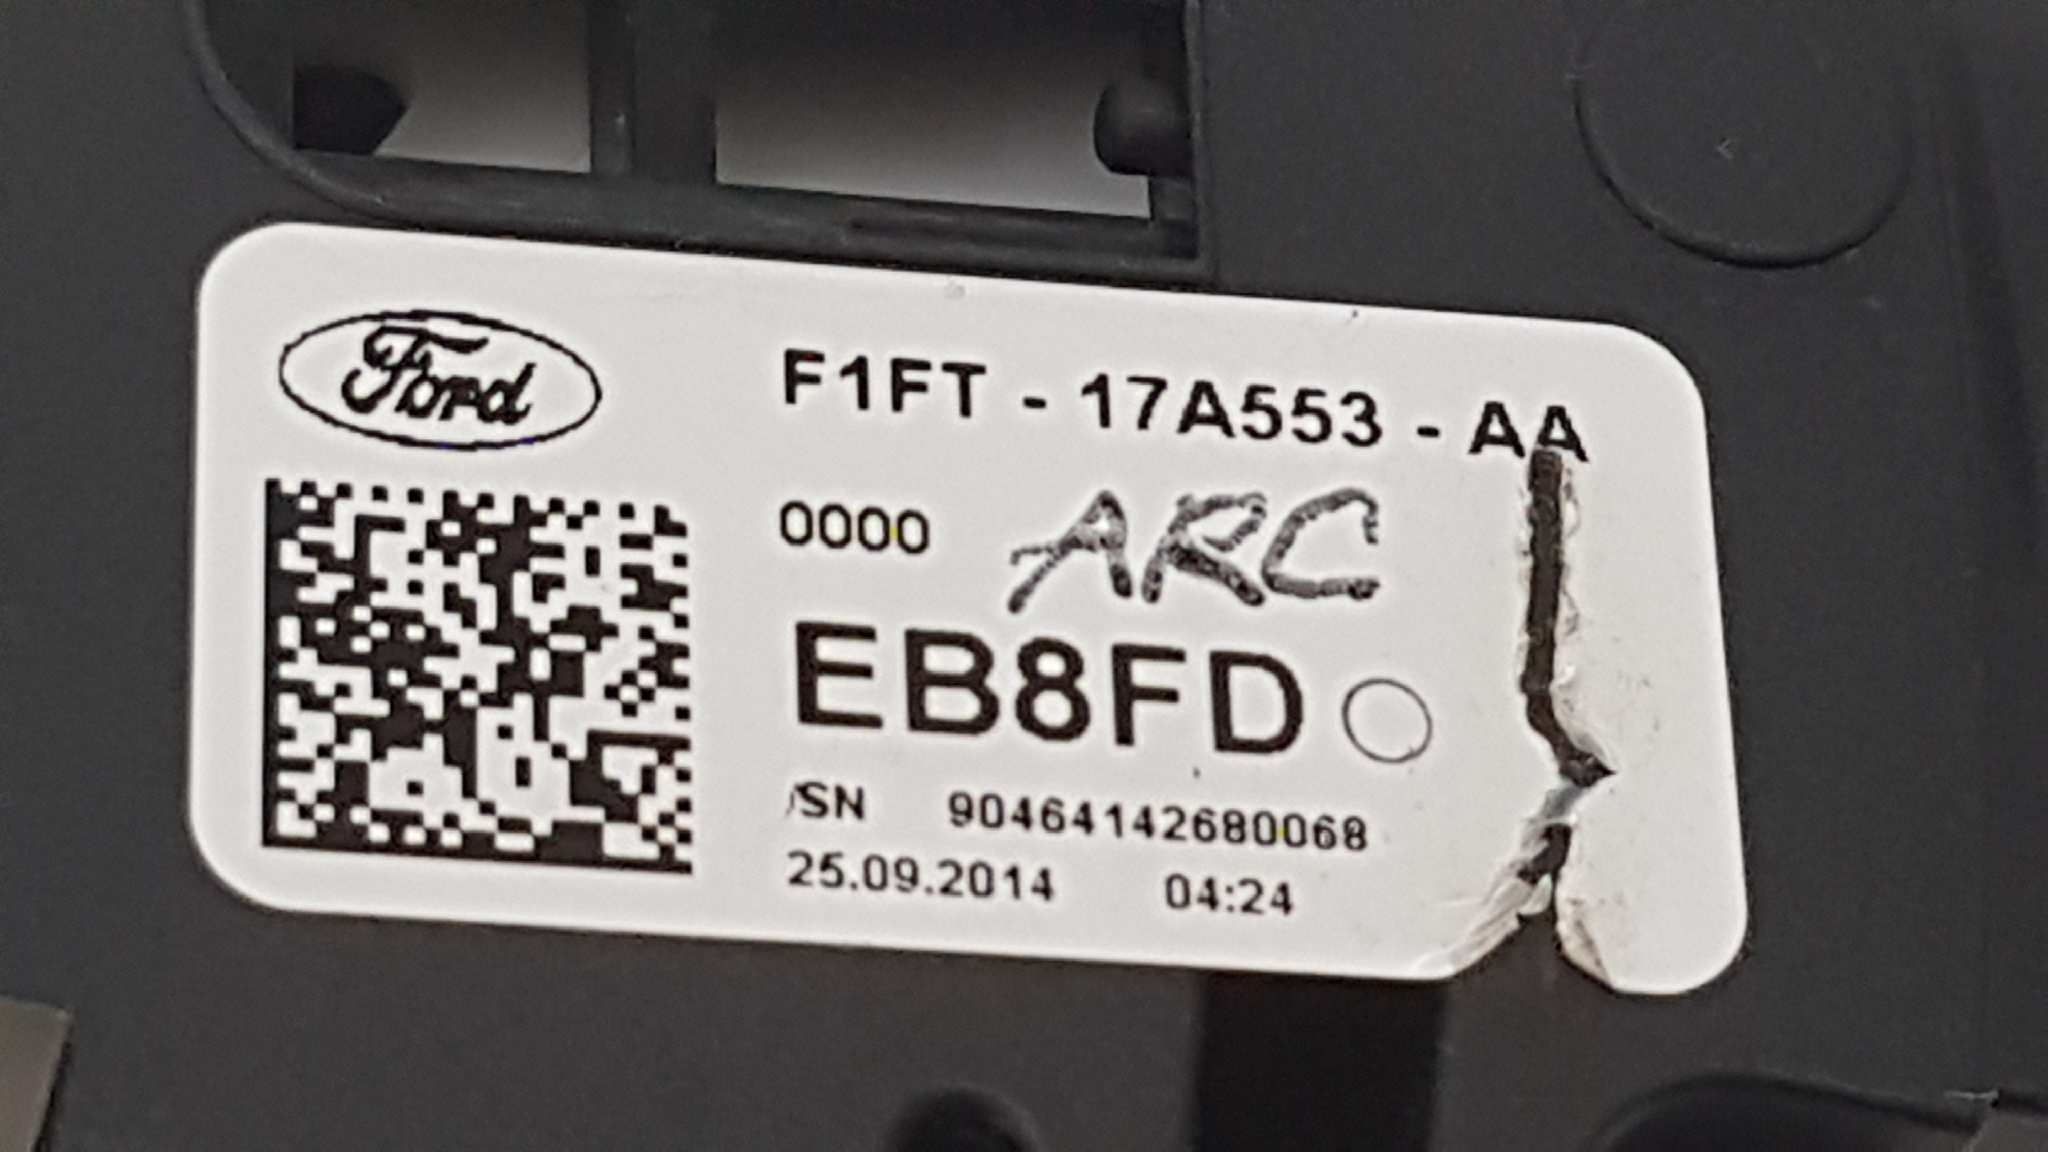 Ford
F1FT - 17A553 - AA
0000 ARC
EB8FD
/SN 90464142680068
25.09.2014 04:24